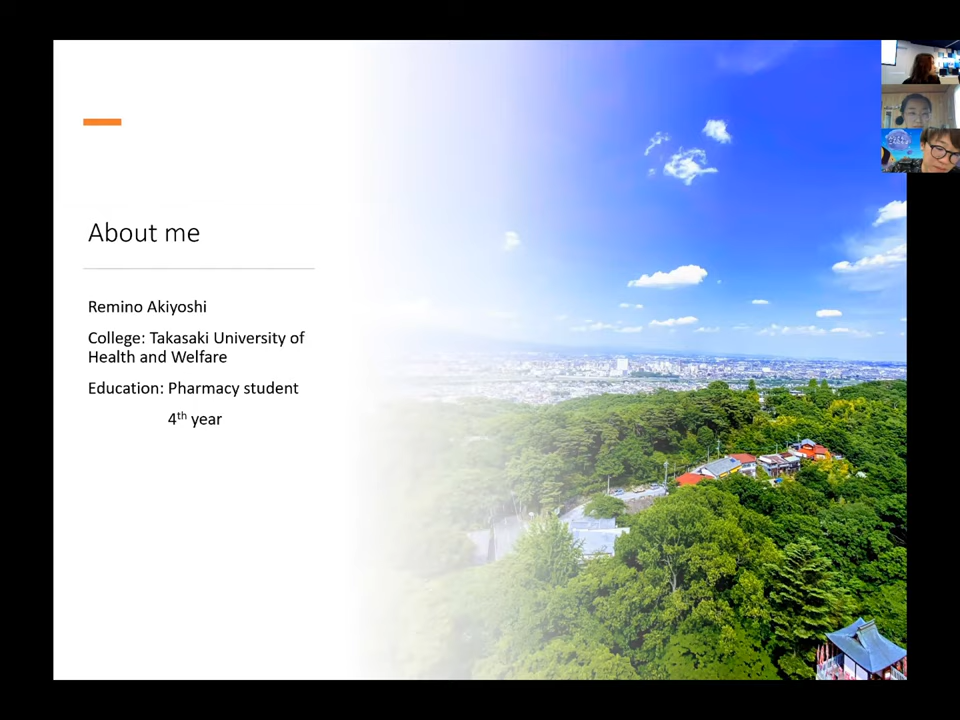 About me
Remino Akiyoshi
College: Takasaki University of
Health and Welfare
Education: Pharmacy student
4th year